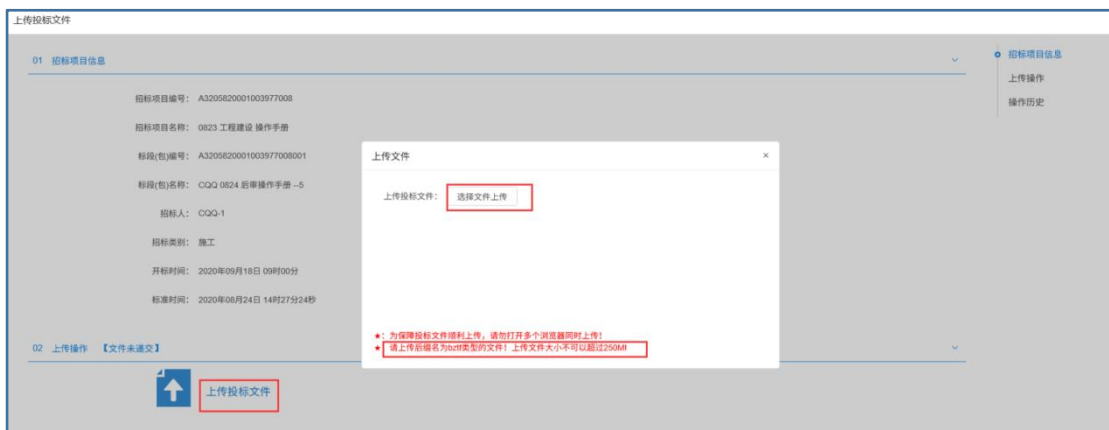 上传投标文件
01 招标项目信息
招标项目编号： A3205820001003977008
招标项目名称： 0823 工程建设 操作手册
标段(包)编号： A3205820001003977008001
标段(包)名称： CQQ 0824 后审操作手册 --5
招标人： CQQ-1
招标类别： 施工
开标时间： 2020年09月18日 09时00分
标准时间： 2020年08月24日 14时27分24秒
02 上传操作 【文件未递交】
上传投标文件
上传文件 ×
上传投标文件： 选择文件上传
★：为保障投标文件顺利上传，请勿打开多个浏览器同时上传！
★ 请上传后缀名为bztf类型的文件！上传文件大小不可以超过250M!
招标项目信息
上传操作
操作历史